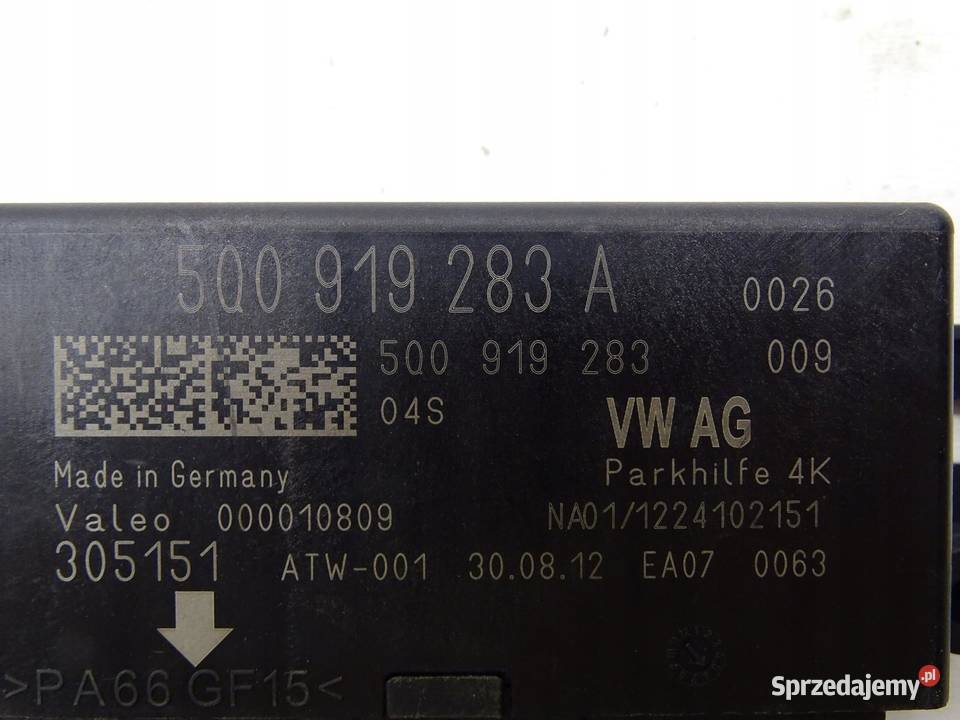 5Q0 919 283 A 0026
5Q0 919 283 009
04S
VW AG
Made in Germany Parkhilfe 4K
Valeo 000010809 NA01/1224102151
305151 ATW-001 30.08.12 EA07 0063
>PA66 GF15<
Sprzedajemy.pl